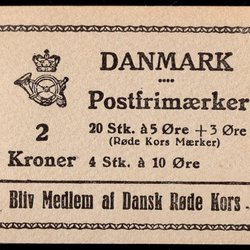 DANMARK
....
Postfrimærker
2
Kroner
20 Stk. à 5 Øre + 3 Øre
(Røde Kors Mærker)
4 Stk. à 10 Øre
Bliv Medlem af Dansk Røde Kors